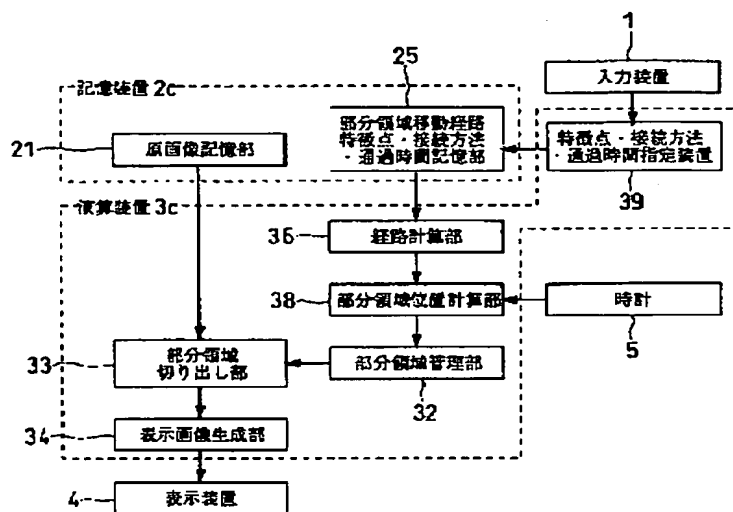 1
入力装置
25
記憶装置 2c
部分領域移動経路
特徴点・接続方法
・通過時間記憶部
21
原画像記憶部
特徴点・接続方法
・通過時間指定装置
39
演算装置 3c
36
経路計算部
38
部分領域位置計算部
時計
5
33
部分領域
切り出し部
部分領域管理部
32
34
表示画像生成部
4
表示装置